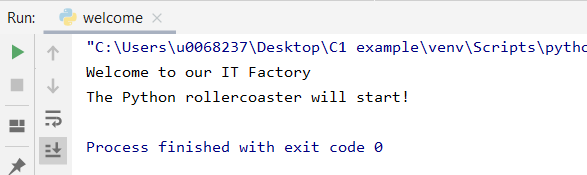 Run: welcome
"C:\Users\u0068237\Desktop\C1 example\venv\Scripts\pytho
Welcome to our IT Factory
The Python rollercoaster will start!
Process finished with exit code 0